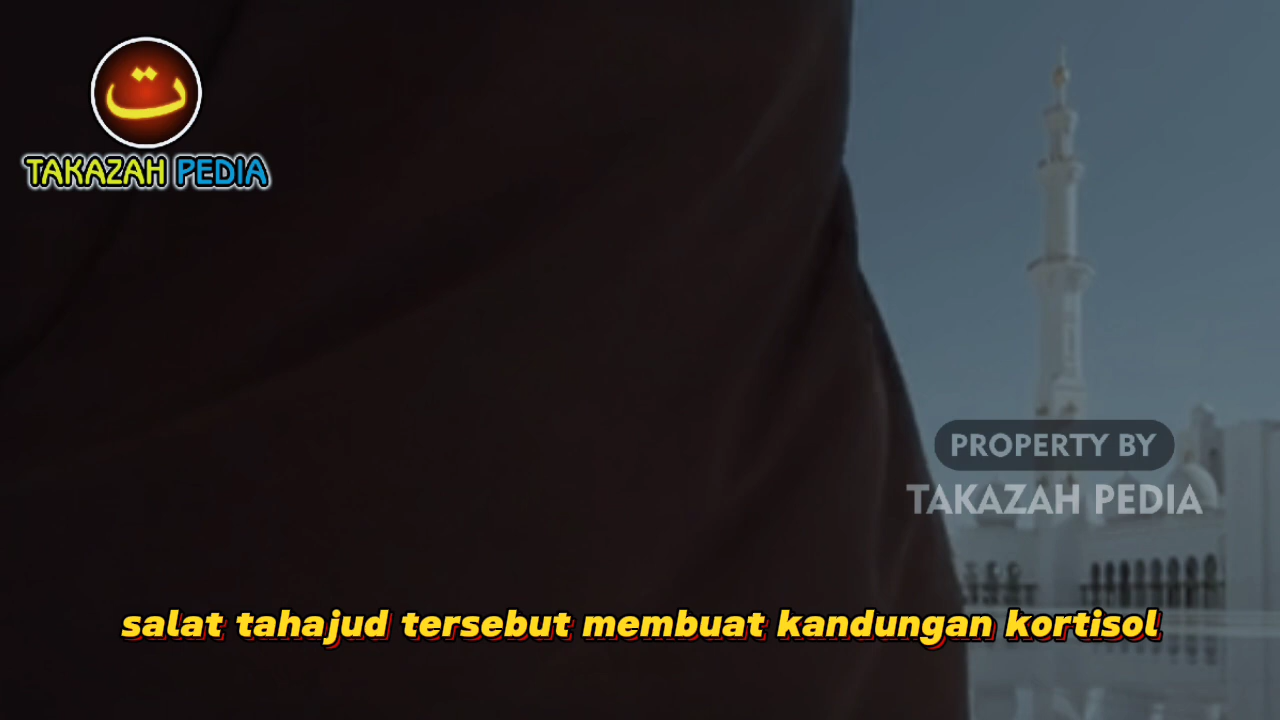 ت
TAKAZAH PEDIA
PROPERTY BY
TAKAZAH PEDIA
salat tahajud tersebut membuat kandungan kortisol